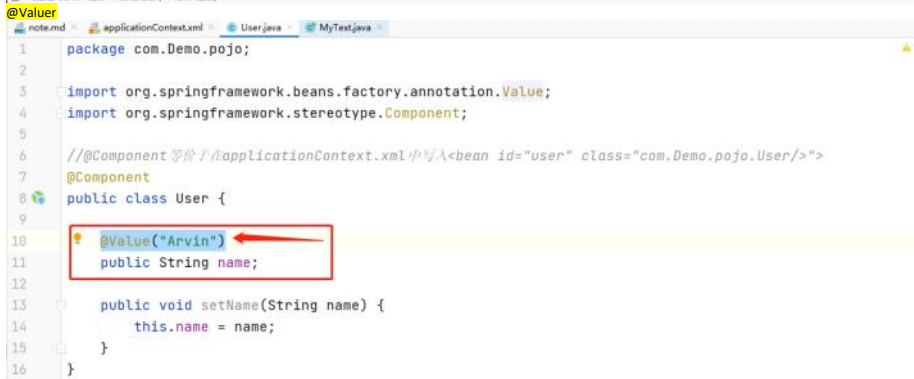 @Valuer
note.md applicationContext.xml User.java MyText.java
1 package com.Demo.pojo;
2
3 import org.springframework.beans.factory.annotation.Value;
4 import org.springframework.stereotype.Component;
5
6 //@Component等价于在applicationContext.xml中写入<bean id="user" class="com.Demo.pojo.User/>">
7 @Component
8 public class User {
9
10 @Value("Arvin")
11 public String name;
12
13 public void setName(String name) {
14 this.name = name;
15 }
16 }